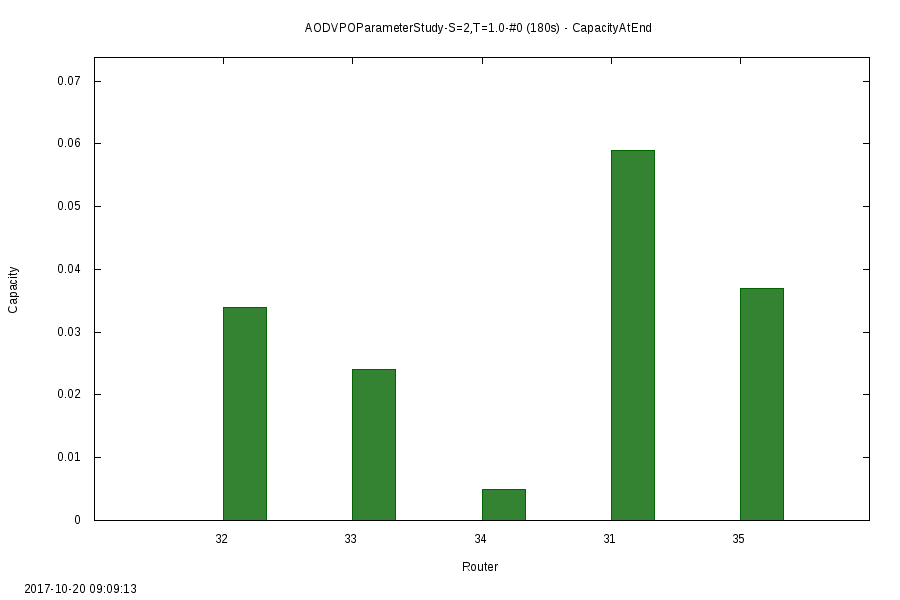 AODVPOParameterStudy-S=2,T=1.0-#0 (180s) - CapacityAtEnd
0.07
0.06
0.05
0.04
0.03
0.02
0.01
0
Capacity
32 33 34 31 35
Router
2017-10-20 09:09:13